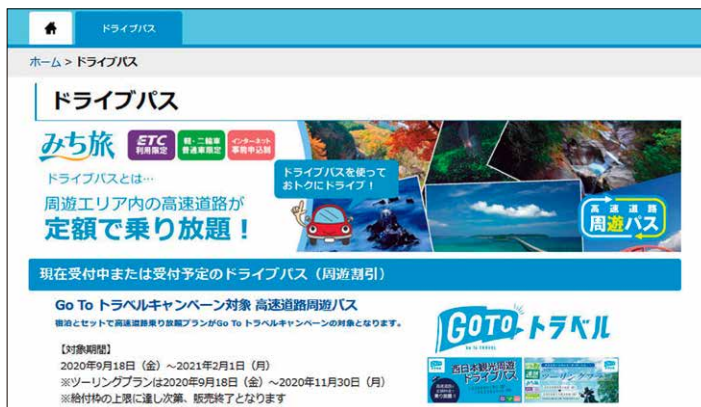 ドライブパス
ホーム > ドライブパス
ドライブパス
みち旅
ETC
利用限定
軽・二輪車
普通車限定
インターネット
事前申込制
ドライブパスとは…
周遊エリア内の高速道路が
定額で乗り放題！
ドライブパスを使って
おトクにドライブ！
高速道路
周遊パス
現在受付中または受付予定のドライブパス（周遊割引）
Go To トラベルキャンペーン対象 高速道路周遊パス
宿泊とセットで高速道路乗り放題プランがGo To トラベルキャンペーンの対象となります。
【対象期間】
2020年9月18日（金）～2021年2月1日（月）
※ツーリングプランは2020年9月18日（金）～2020年11月30日（月）
※給付枠の上限に達し次第、販売終了となります
GOTOトラベル
GO TO TRAVEL
西日本観光周遊
ドライブパス